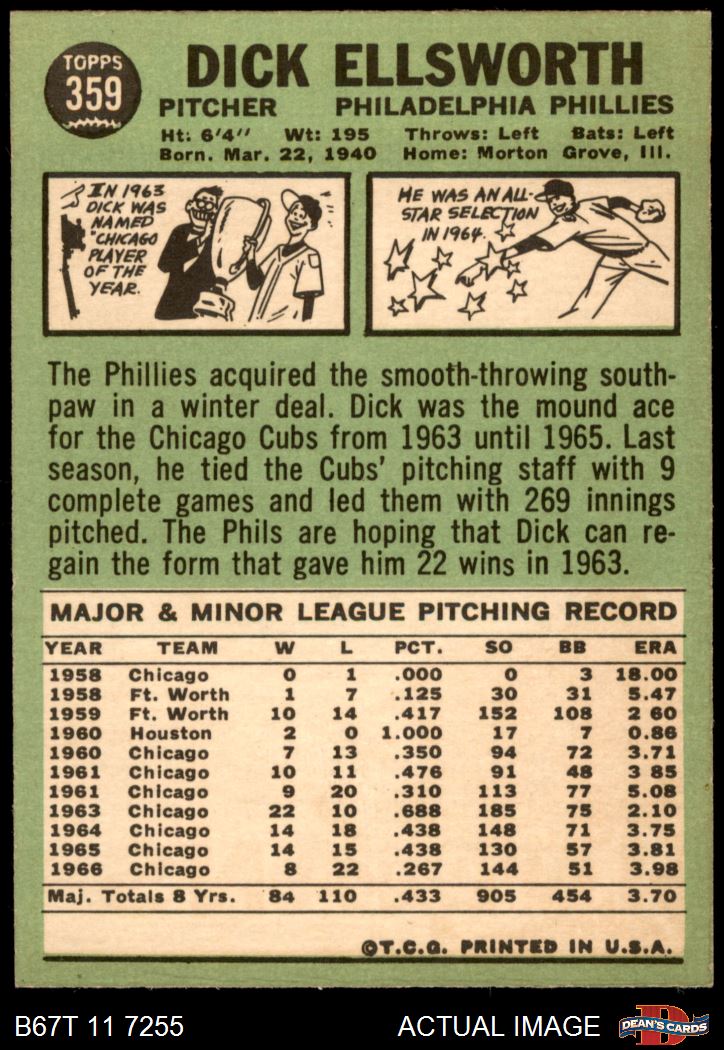 TOPPS
359
DICK ELLSWORTH
PITCHER PHILADELPHIA PHILLIES
Ht: 6'4" Wt: 195 Throws: Left Bats: Left
Born. Mar. 22, 1940 Home: Morton Grove, Ill.
IN 1963
DICK WAS
NAMED
"CHICAGO
PLAYER
OF THE
YEAR.
HE WAS AN ALL-
STAR SELECTION
IN 1964.
The Phillies acquired the smooth-throwing south-
paw in a winter deal. Dick was the mound ace
for the Chicago Cubs from 1963 until 1965. Last
season, he tied the Cubs' pitching staff with 9
complete games and led them with 269 innings
pitched. The Phils are hoping that Dick can re-
gain the form that gave him 22 wins in 1963.
MAJOR & MINOR LEAGUE PITCHING RECORD
YEAR TEAM W L PCT. SO BB ERA
1958 Chicago 0 1 .000 0 3 18.00
1958 Ft. Worth 1 7 .125 30 31 5.47
1959 Ft. Worth 10 14 .417 152 108 2 60
1960 Houston 2 0 1.000 17 7 0.86
1960 Chicago 7 13 .350 94 72 3.71
1961 Chicago 10 11 .476 91 48 3 85
1961 Chicago 9 20 .310 113 77 5.08
1963 Chicago 22 10 .688 185 75 2.10
1964 Chicago 14 18 .438 148 71 3.75
1965 Chicago 14 15 .438 130 57 3.81
1966 Chicago 8 22 .267 144 51 3.98
Maj. Totals 8 Yrs. 84 110 .433 905 454 3.70
©T.C.G. PRINTED IN U.S.A.
B67T 11 7255 ACTUAL IMAGE
D
DEAN'S CARDS